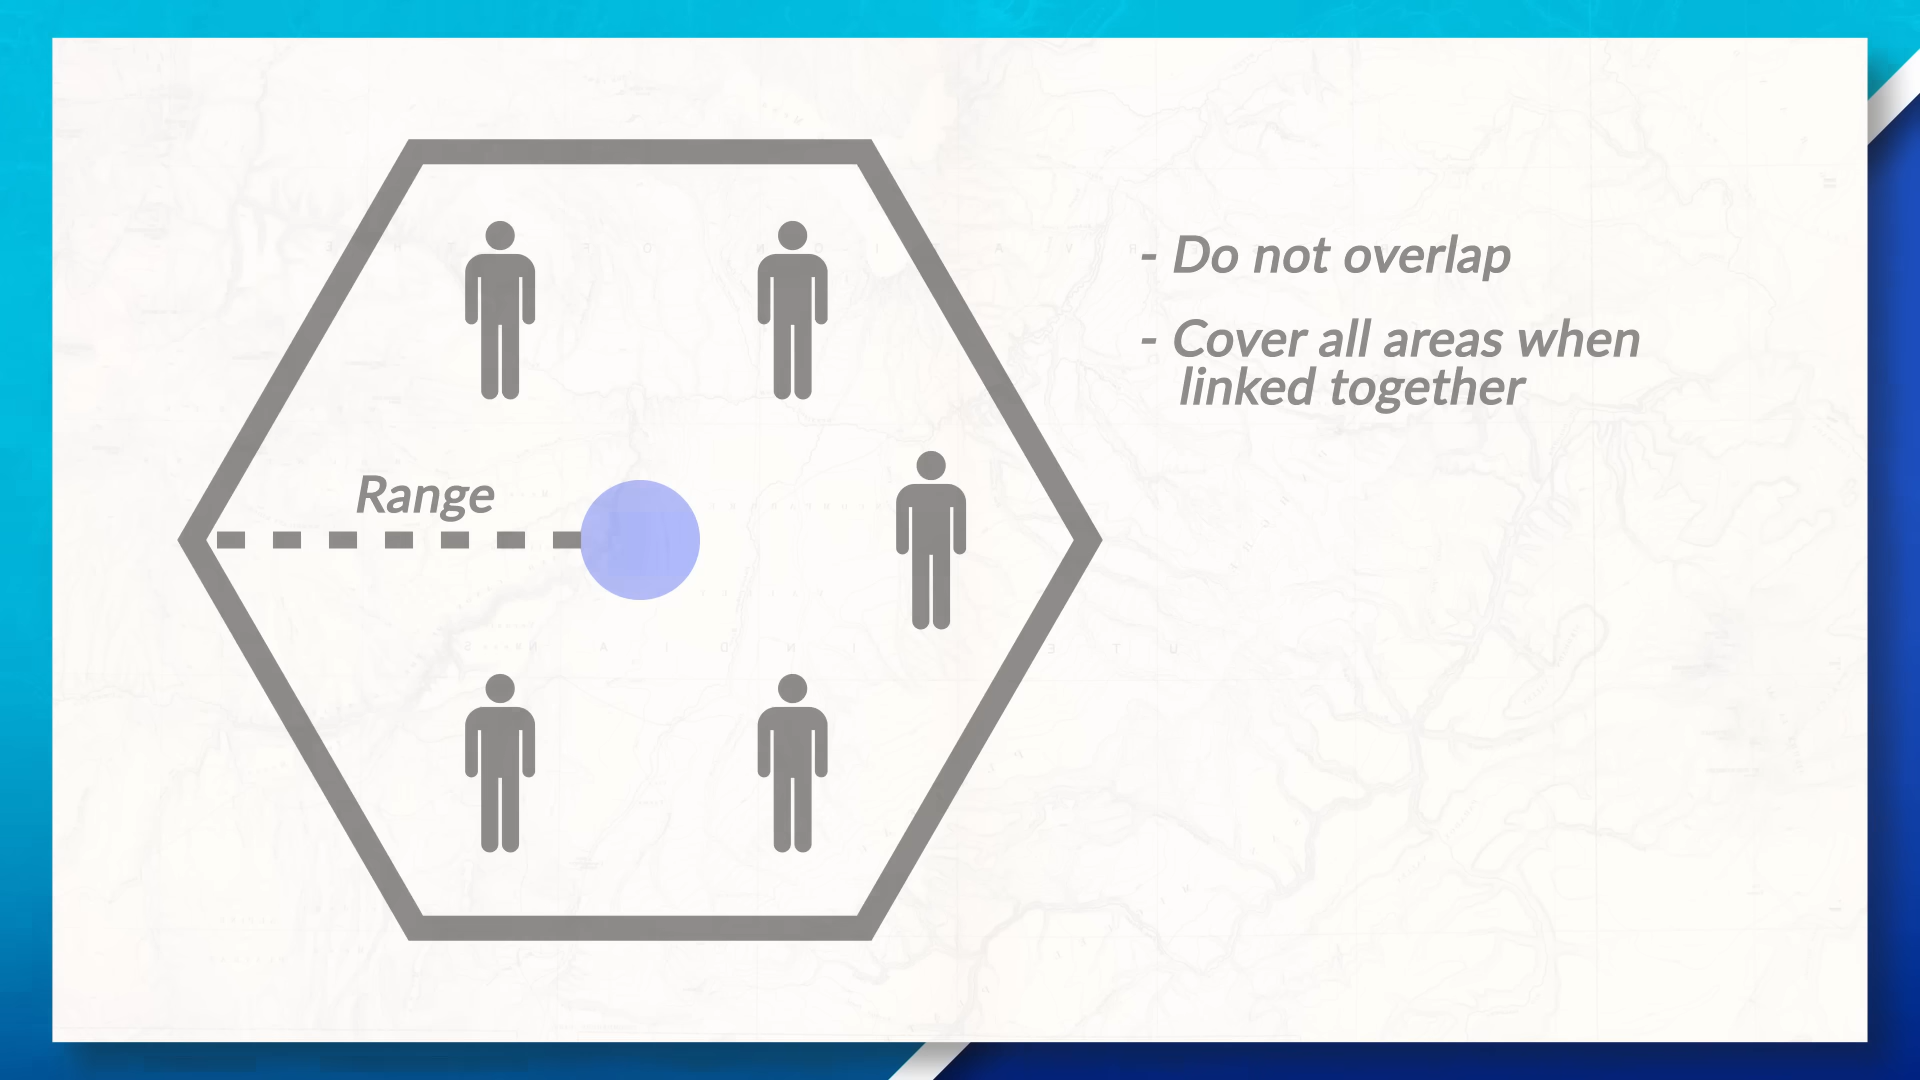 - Do not overlap
- Cover all areas when
linked together
Range